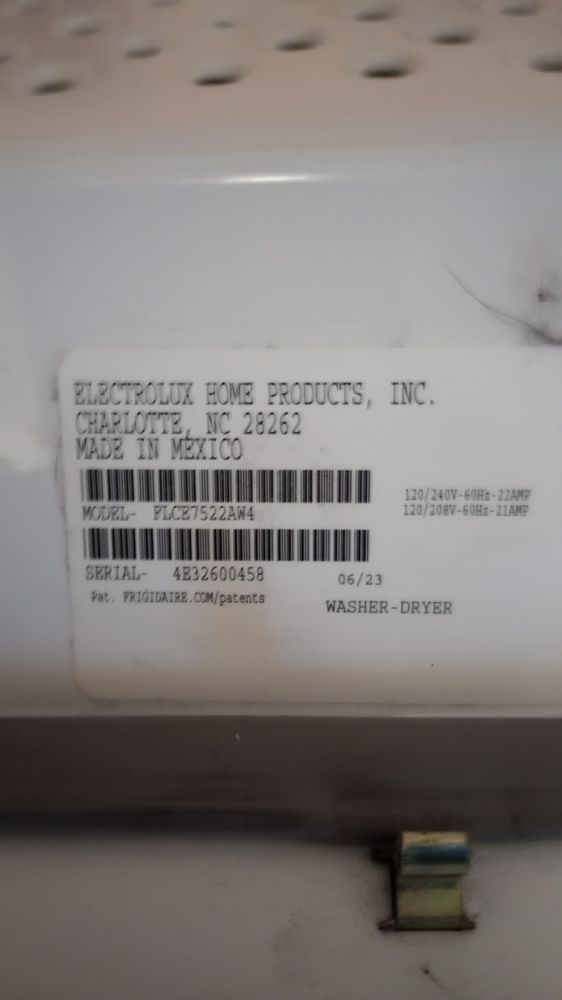 ELECTROLUX HOME PRODUCTS, INC.
CHARLOTTE, NC 28262
MADE IN MEXICO
120/240V-60Hz-22AMP
120/208V-60Hz-21AMP
MODEL- FLCE7522AW4
SERIAL- 4E32600458
06/23
Pat. FRIGIDAIRE.COM/patents
WASHER-DRYER